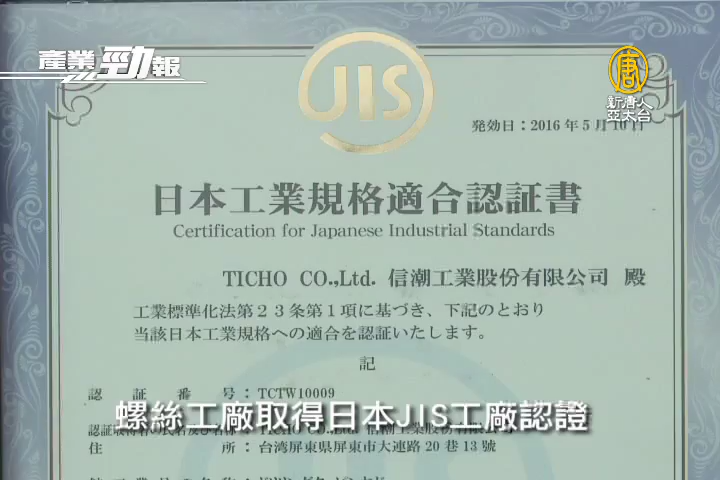 産業勁報
唐
新唐人
亞太台
JIS
発効日：2016年5月10日
日本工業規格適合認証書
Certification for Japanese Industrial Standards
TICHO CO.,Ltd. 信潮工業股份有限公司 殿
工業標準化法第23条第1項に基づき、下記のとおり
当該日本工業規格への適合を認証いたします。
記
認証番号：TCTW10009
螺絲工廠取得日本JIS工廠認證
住所：台湾屏東県屏東市大連路20巷13號